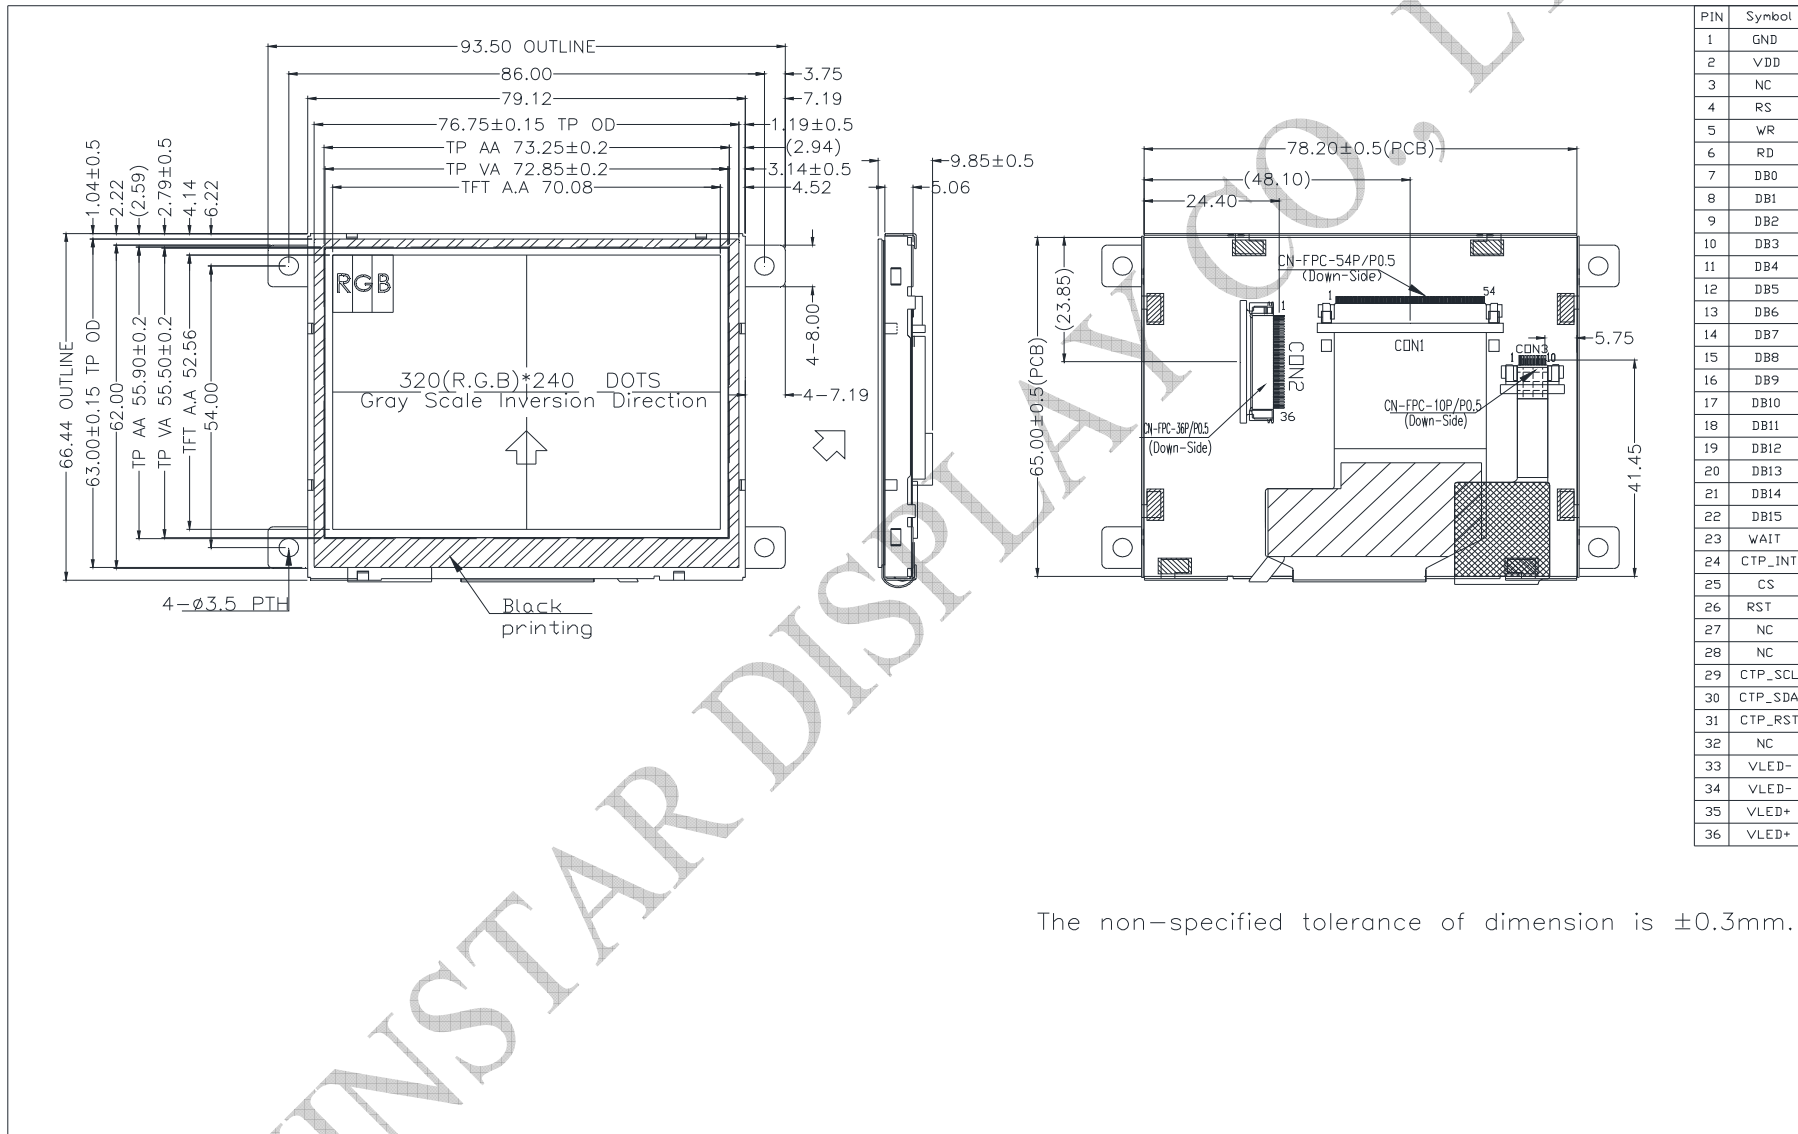 93.50 OUTLINE
86.00
3.75
79.12
7.19
76.75±0.15 TP OD
1.19±0.5
TP AA 73.25±0.2
(2.94)
TP VA 72.85±0.2
3.14±0.5
TFT A.A 70.08
4.52
1.04±0.5
2.22
(2.59)
2.79±0.5
4.14
6.22
66.44 OUTLINE
63.00±0.15 TP OD
62.00
TP AA 55.90±0.2
TP VA 55.50±0.2
TFT A.A 52.56
54.00
RGB
320(R.G.B)*240 DOTS
Gray Scale Inversion Direction
4-8.00
4-7.19
4-ø3.5 PTH
Black
printing
9.85±0.5
5.06
78.20±0.5(PCB)
(48.10)
24.40
(23.85)
65.00±0.5(PCB)
CN-FPC-54P/P0.5
(Down-Side)
1
54
CON1
1
CON2
36
CN-FPC-36P/P0.5
(Down-Side)
CON3
1
10
CN-FPC-10P/P0.5
(Down-Side)
5.75
41.45
PIN Symbol
1 GND
2 VDD
3 NC
4 RS
5 WR
6 RD
7 DB0
8 DB1
9 DB2
10 DB3
11 DB4
12 DB5
13 DB6
14 DB7
15 DB8
16 DB9
17 DB10
18 DB11
19 DB12
20 DB13
21 DB14
22 DB15
23 WAIT
24 CTP_INT
25 CS
26 RST
27 NC
28 NC
29 CTP_SCL
30 CTP_SDA
31 CTP_RST
32 NC
33 VLED-
34 VLED-
35 VLED+
36 VLED+
The non-specified tolerance of dimension is ±0.3mm.
INSTAR DISPLAY CO., L